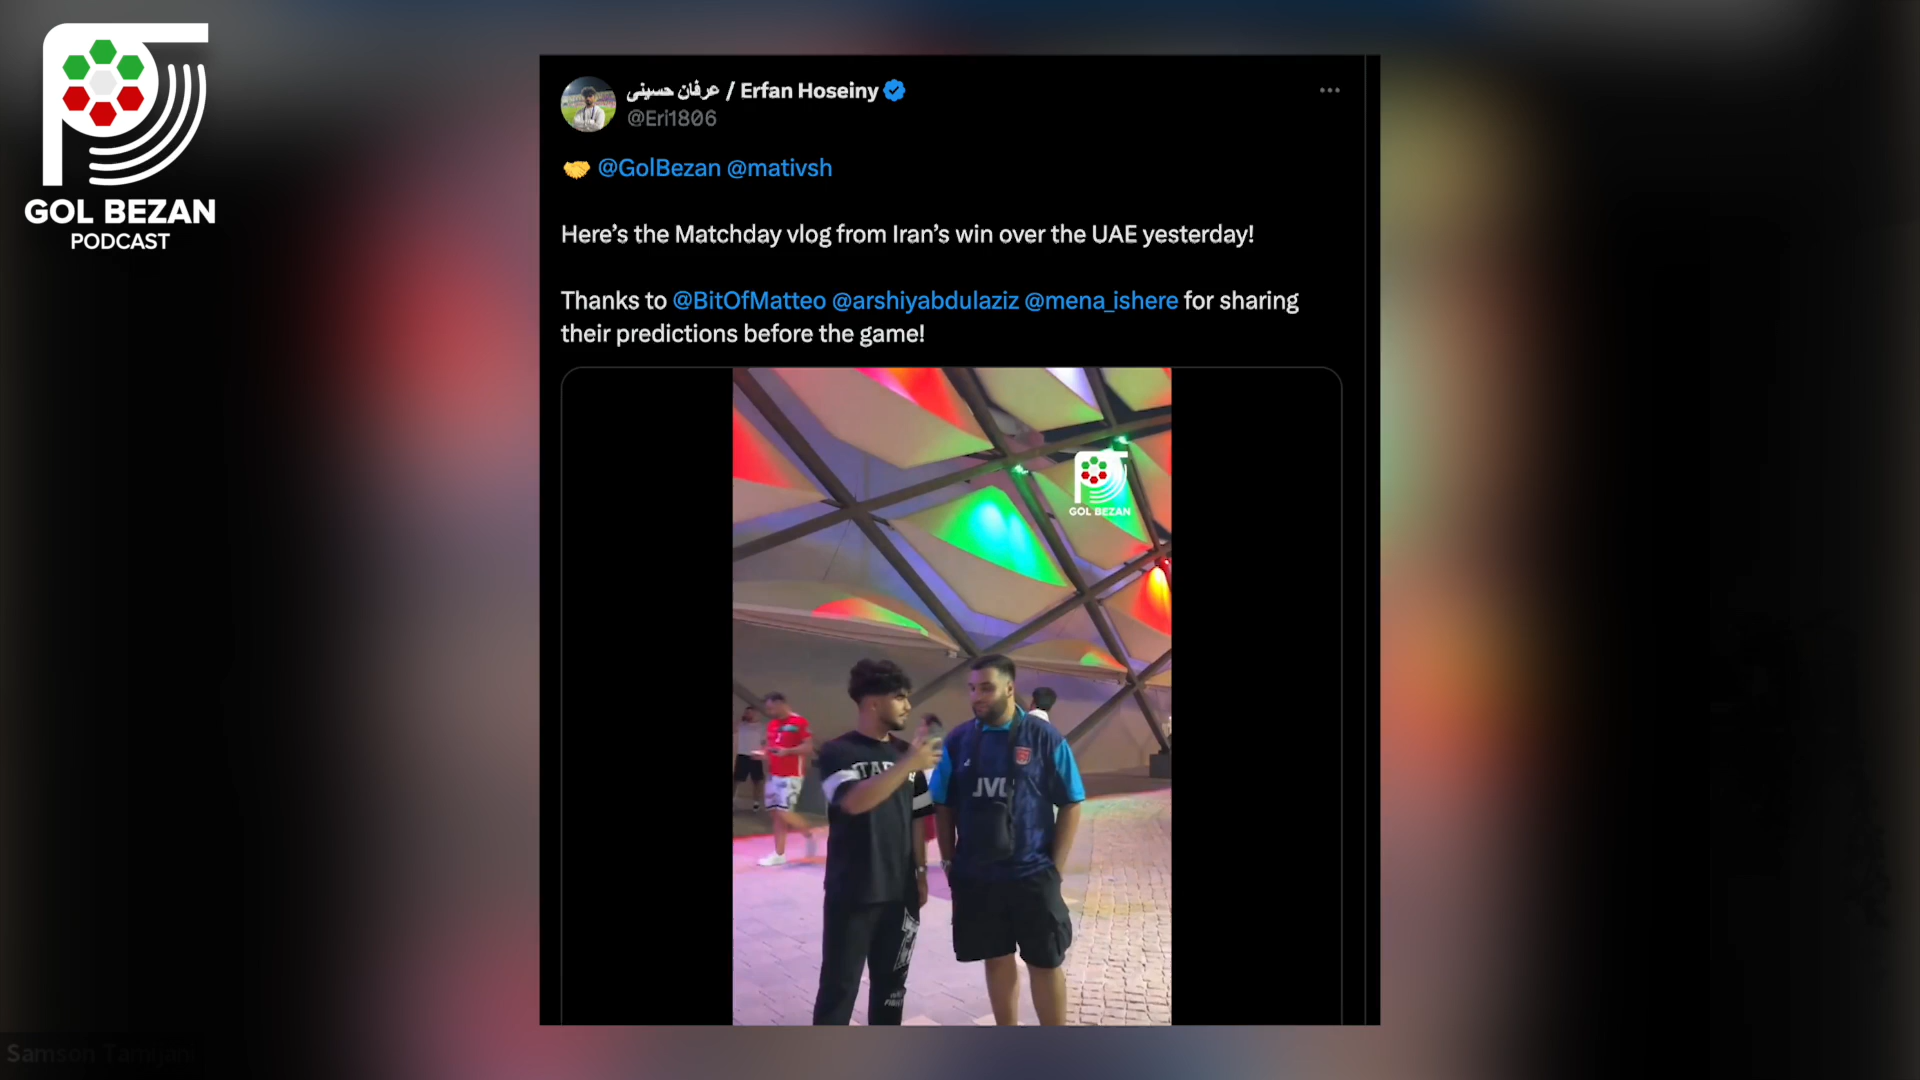 GOL BEZAN
PODCAST
عرفان حسینی / Erfan Hoseiny
@Eri1806
@GolBezan @mativsh
Here’s the Matchday vlog from Iran’s win over the UAE yesterday!
Thanks to @BitOfMatteo @arshiyabdulaziz @mena_ishere for sharing
their predictions before the game!
GOL BEZAN
JVC